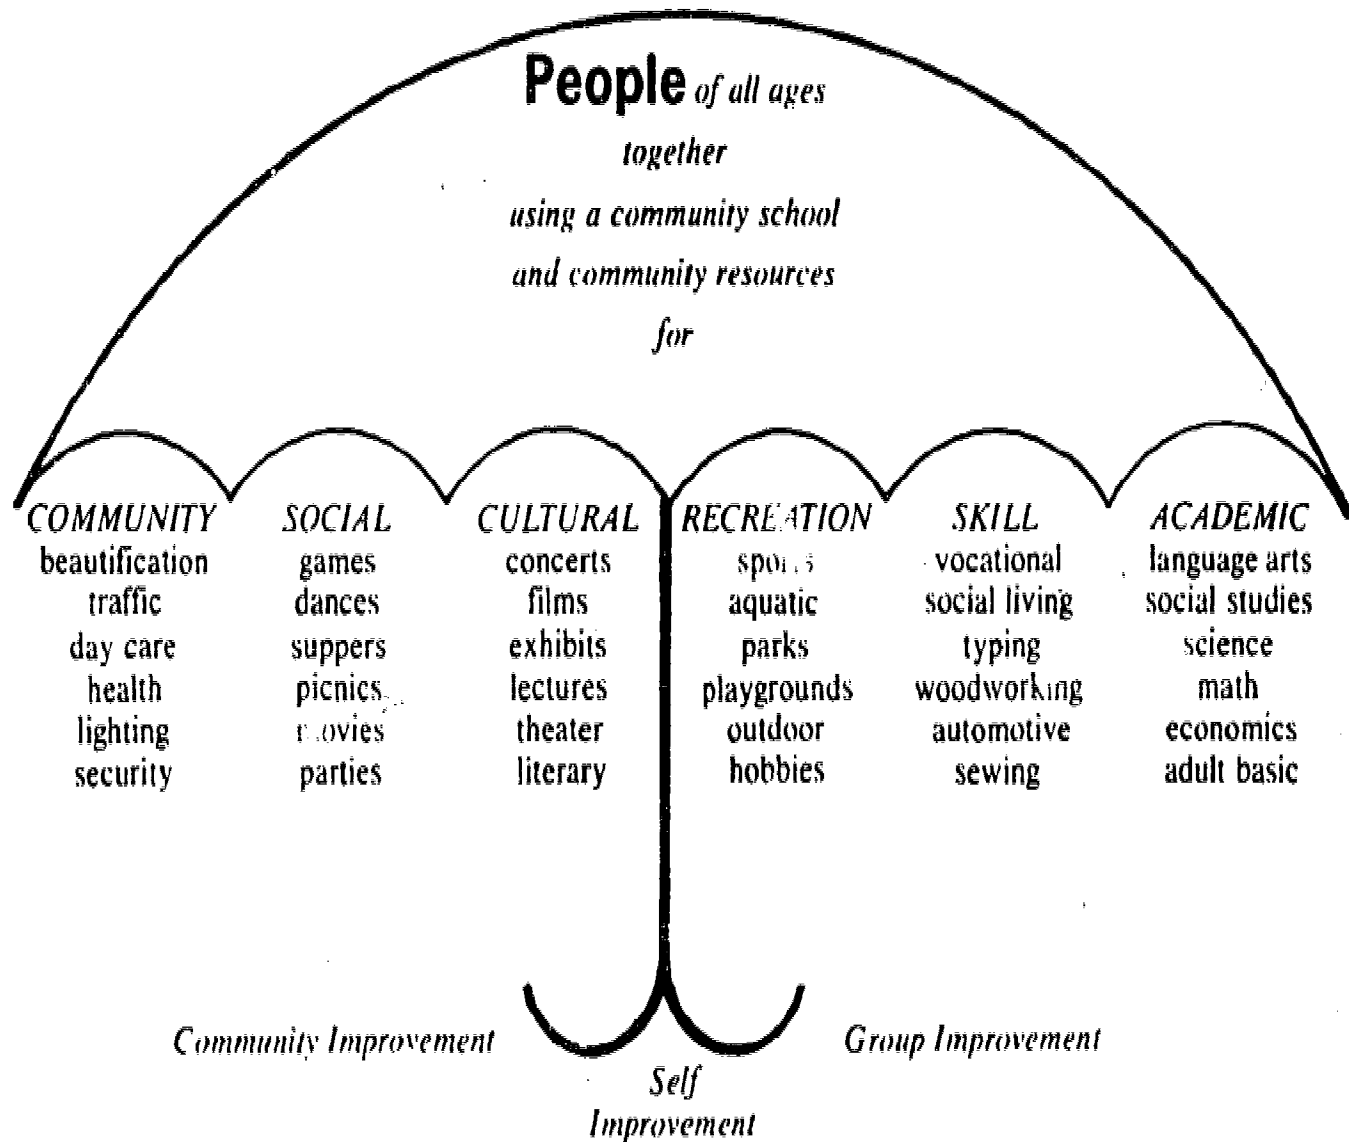 People of all ages
together
using a community school
and community resources
for
COMMUNITY
beautification
traffic
day care
health
lighting
security
SOCIAL
games
dances
suppers
picnics
movies
parties
CULTURAL
concerts
films
exhibits
lectures
theater
literary
RECREATION
sports
aquatic
parks
playgrounds
outdoor
hobbies
SKILL
vocational
social living
typing
woodworking
automotive
sewing
ACADEMIC
language arts
social studies
science
math
economics
adult basic
Community Improvement
Self
Improvement
Group Improvement